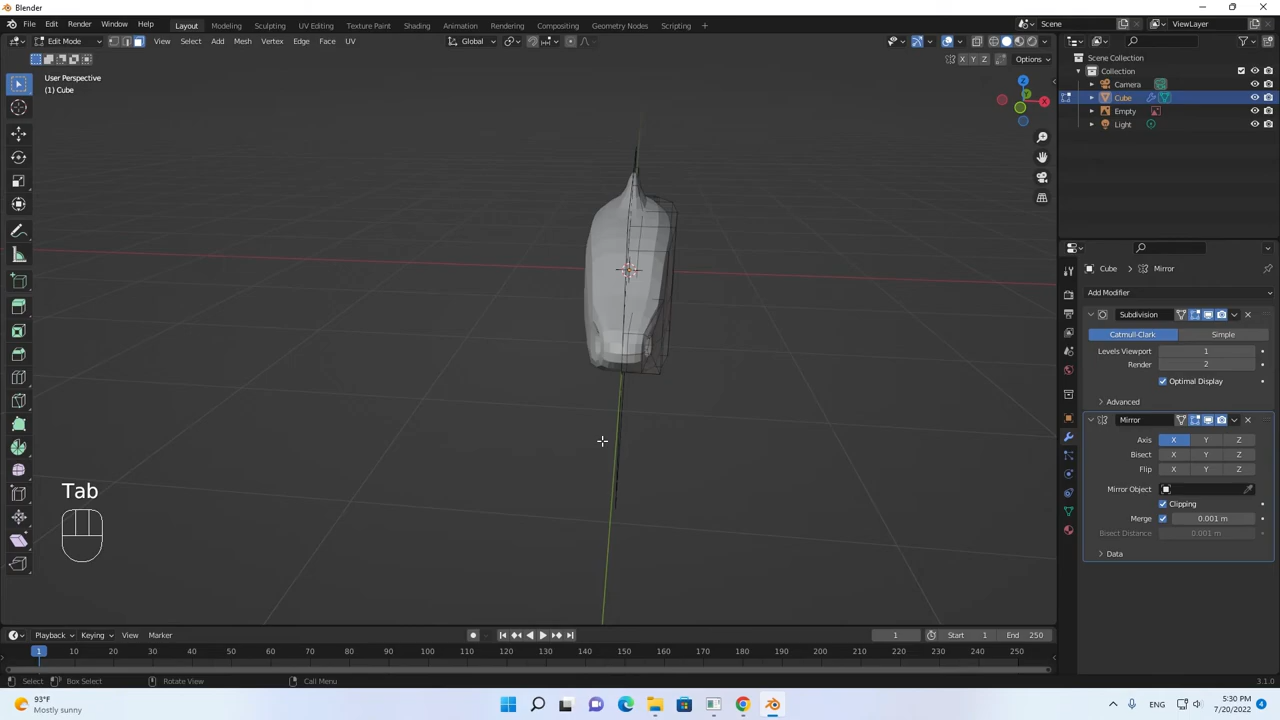 Blender
File Edit Render Window Help Layout Modeling Sculpting UV Editing Texture Paint Shading Animation Rendering Compositing Geometry Nodes Scripting + Scene ViewLayer
Edit Mode View Select Add Mesh Vertex Edge Face UV Global
X Y Z Options
User Perspective
(1) Cube
Scene Collection
Collection
Camera
Cube
Empty
Light
Z
Y
X
Cube > Mirror
Add Modifier
Subdivision
Catmull-Clark Simple
Levels Viewport 1
Render 2
Optimal Display
Advanced
Mirror
Axis X Y Z
Bisect X Y Z
Flip X Y Z
Mirror Object
Clipping
Merge 0.001 m
Bisect Distance 0.001 m
Data
Tab
Playback Keying View Marker 1 Start 1 End 250
1 10 20 30 40 50 60 70 80 90 100 110 120 130 140 150 160 170 180 190 200 210 220 230 240 250
Select Box Select Rotate View Call Menu 3.1.0
93°F
Mostly sunny
ENG
5:30 PM
7/20/2022
4